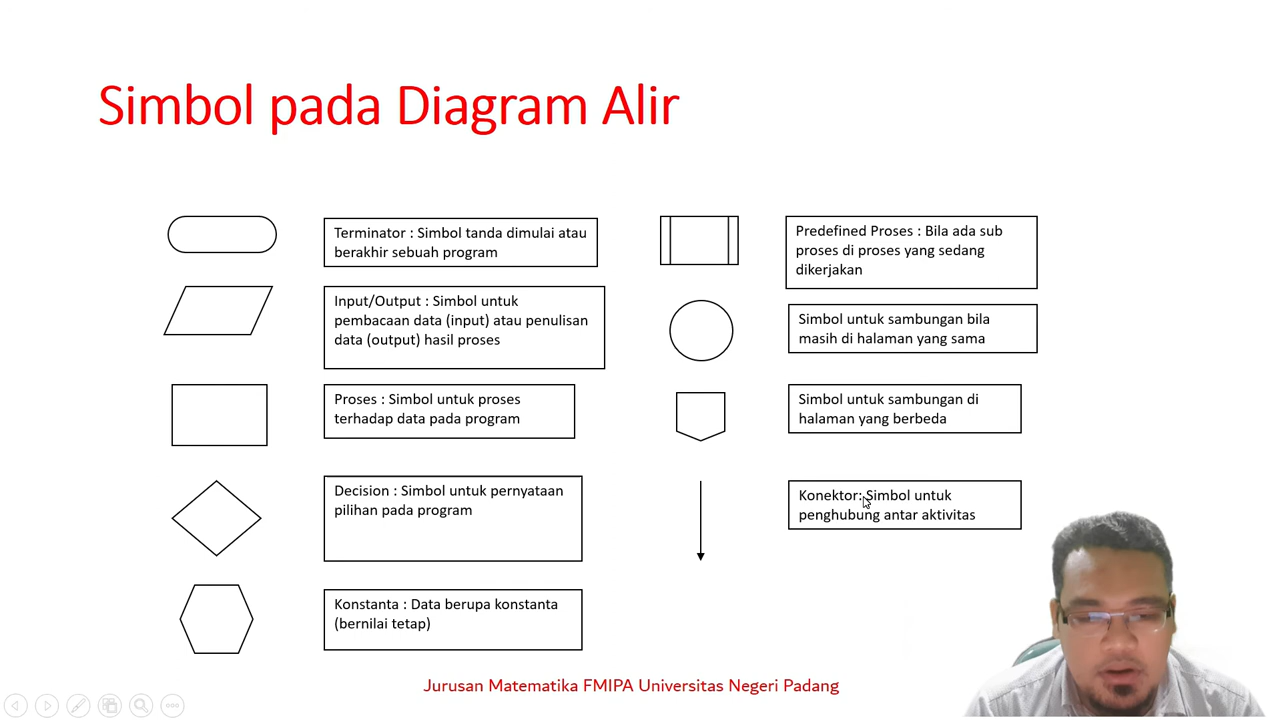 Simbol pada Diagram Alir
Terminator : Simbol tanda dimulai atau
berakhir sebuah program
Input/Output : Simbol untuk
pembacaan data (input) atau penulisan
data (output) hasil proses
Proses : Simbol untuk proses
terhadap data pada program
Decision : Simbol untuk pernyataan
pilihan pada program
Konstanta : Data berupa konstanta
(bernilai tetap)
Predefined Proses : Bila ada sub
proses di proses yang sedang
dikerjakan
Simbol untuk sambungan bila
masih di halaman yang sama
Simbol untuk sambungan di
halaman yang berbeda
Konektor: Simbol untuk
penghubung antar aktivitas
Jurusan Matematika FMIPA Universitas Negeri Padang